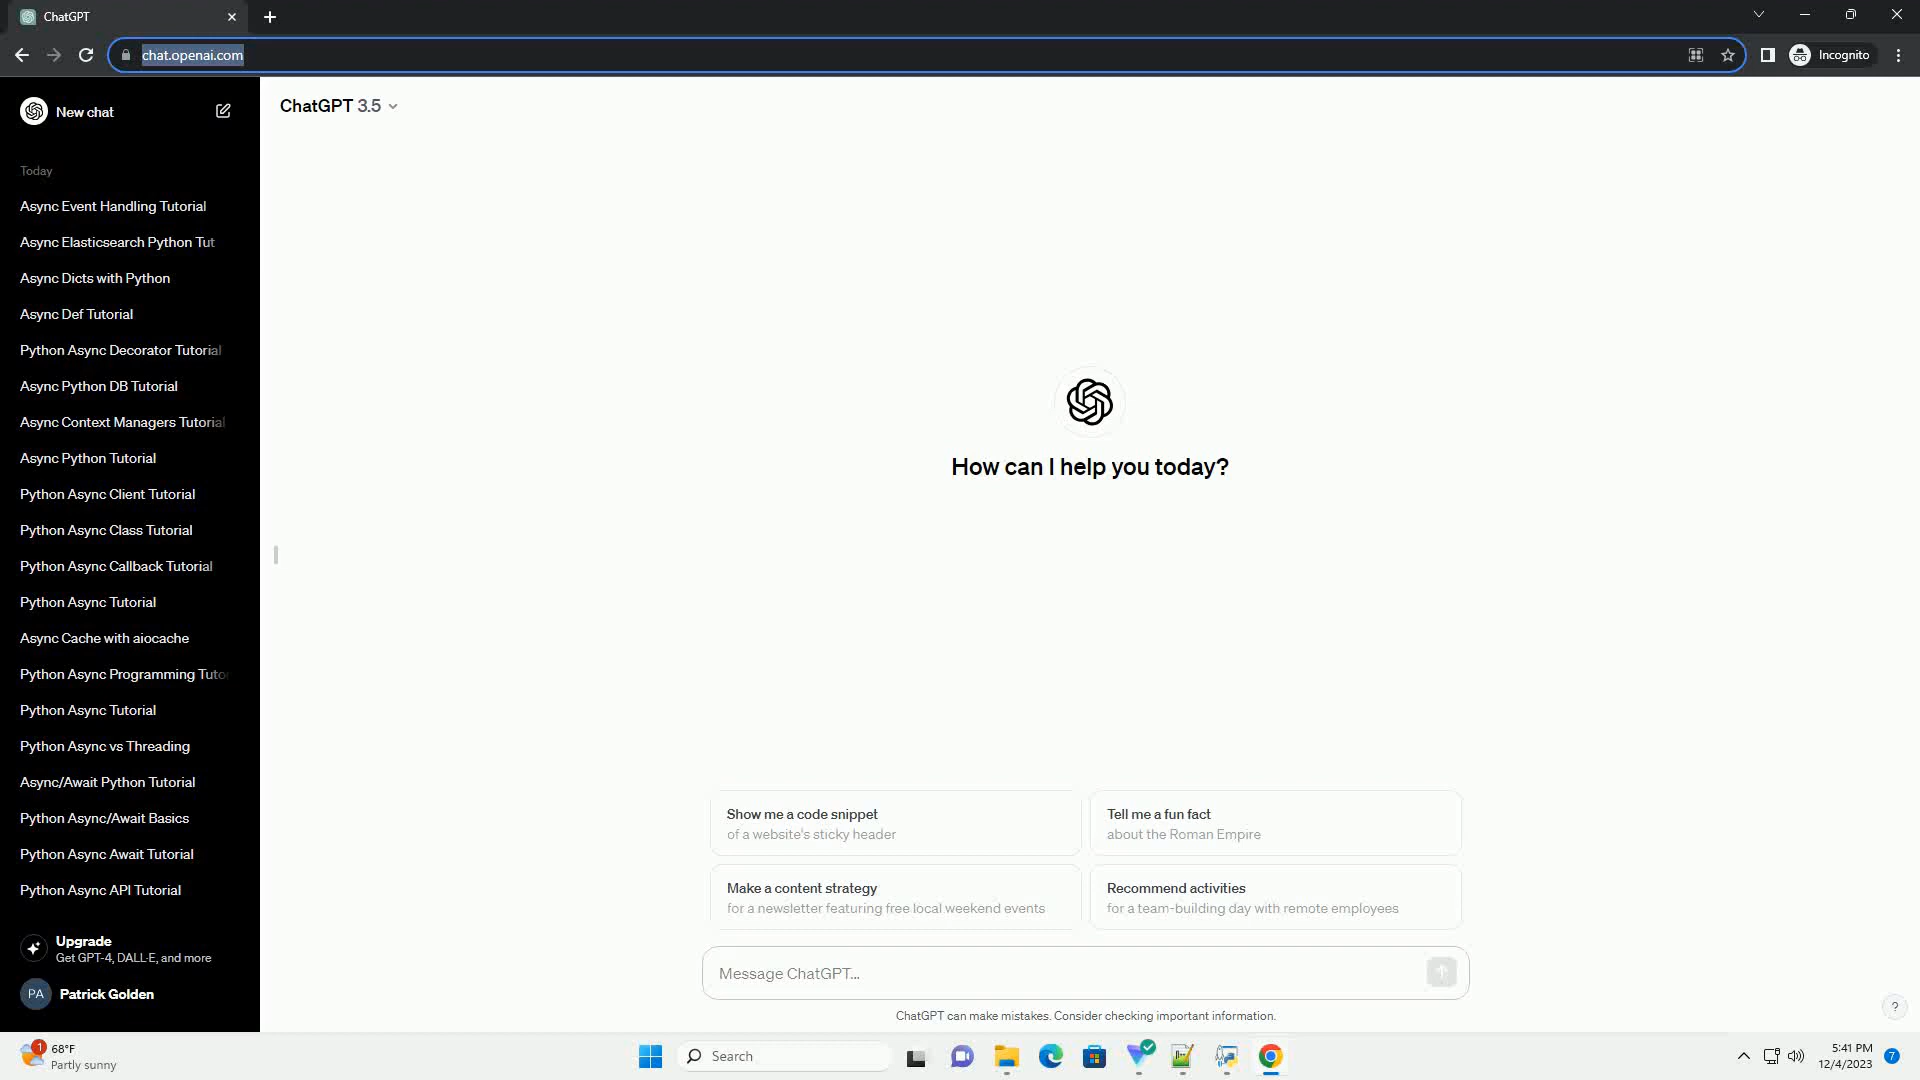 ChatGPT
chat.openai.com
Incognito
New chat
ChatGPT 3.5
Today
Async Event Handling Tutorial
Async Elasticsearch Python Tut
Async Dicts with Python
Async Def Tutorial
Python Async Decorator Tutorial
Async Python DB Tutorial
Async Context Managers Tutorial
Async Python Tutorial
Python Async Client Tutorial
Python Async Class Tutorial
Python Async Callback Tutorial
Python Async Tutorial
Async Cache with aiocache
Python Async Programming Tuto
Python Async Tutorial
Python Async vs Threading
Async/Await Python Tutorial
Python Async/Await Basics
Python Async Await Tutorial
Python Async API Tutorial
Upgrade
Get GPT-4, DALL·E, and more
PA
Patrick Golden
How can I help you today?
Show me a code snippet
of a website's sticky header
Tell me a fun fact
about the Roman Empire
Make a content strategy
for a newsletter featuring free local weekend events
Recommend activities
for a team-building day with remote employees
Message ChatGPT...
ChatGPT can make mistakes. Consider checking important information.
?
1
68°F
Partly sunny
Search
5:41 PM
12/4/2023
7